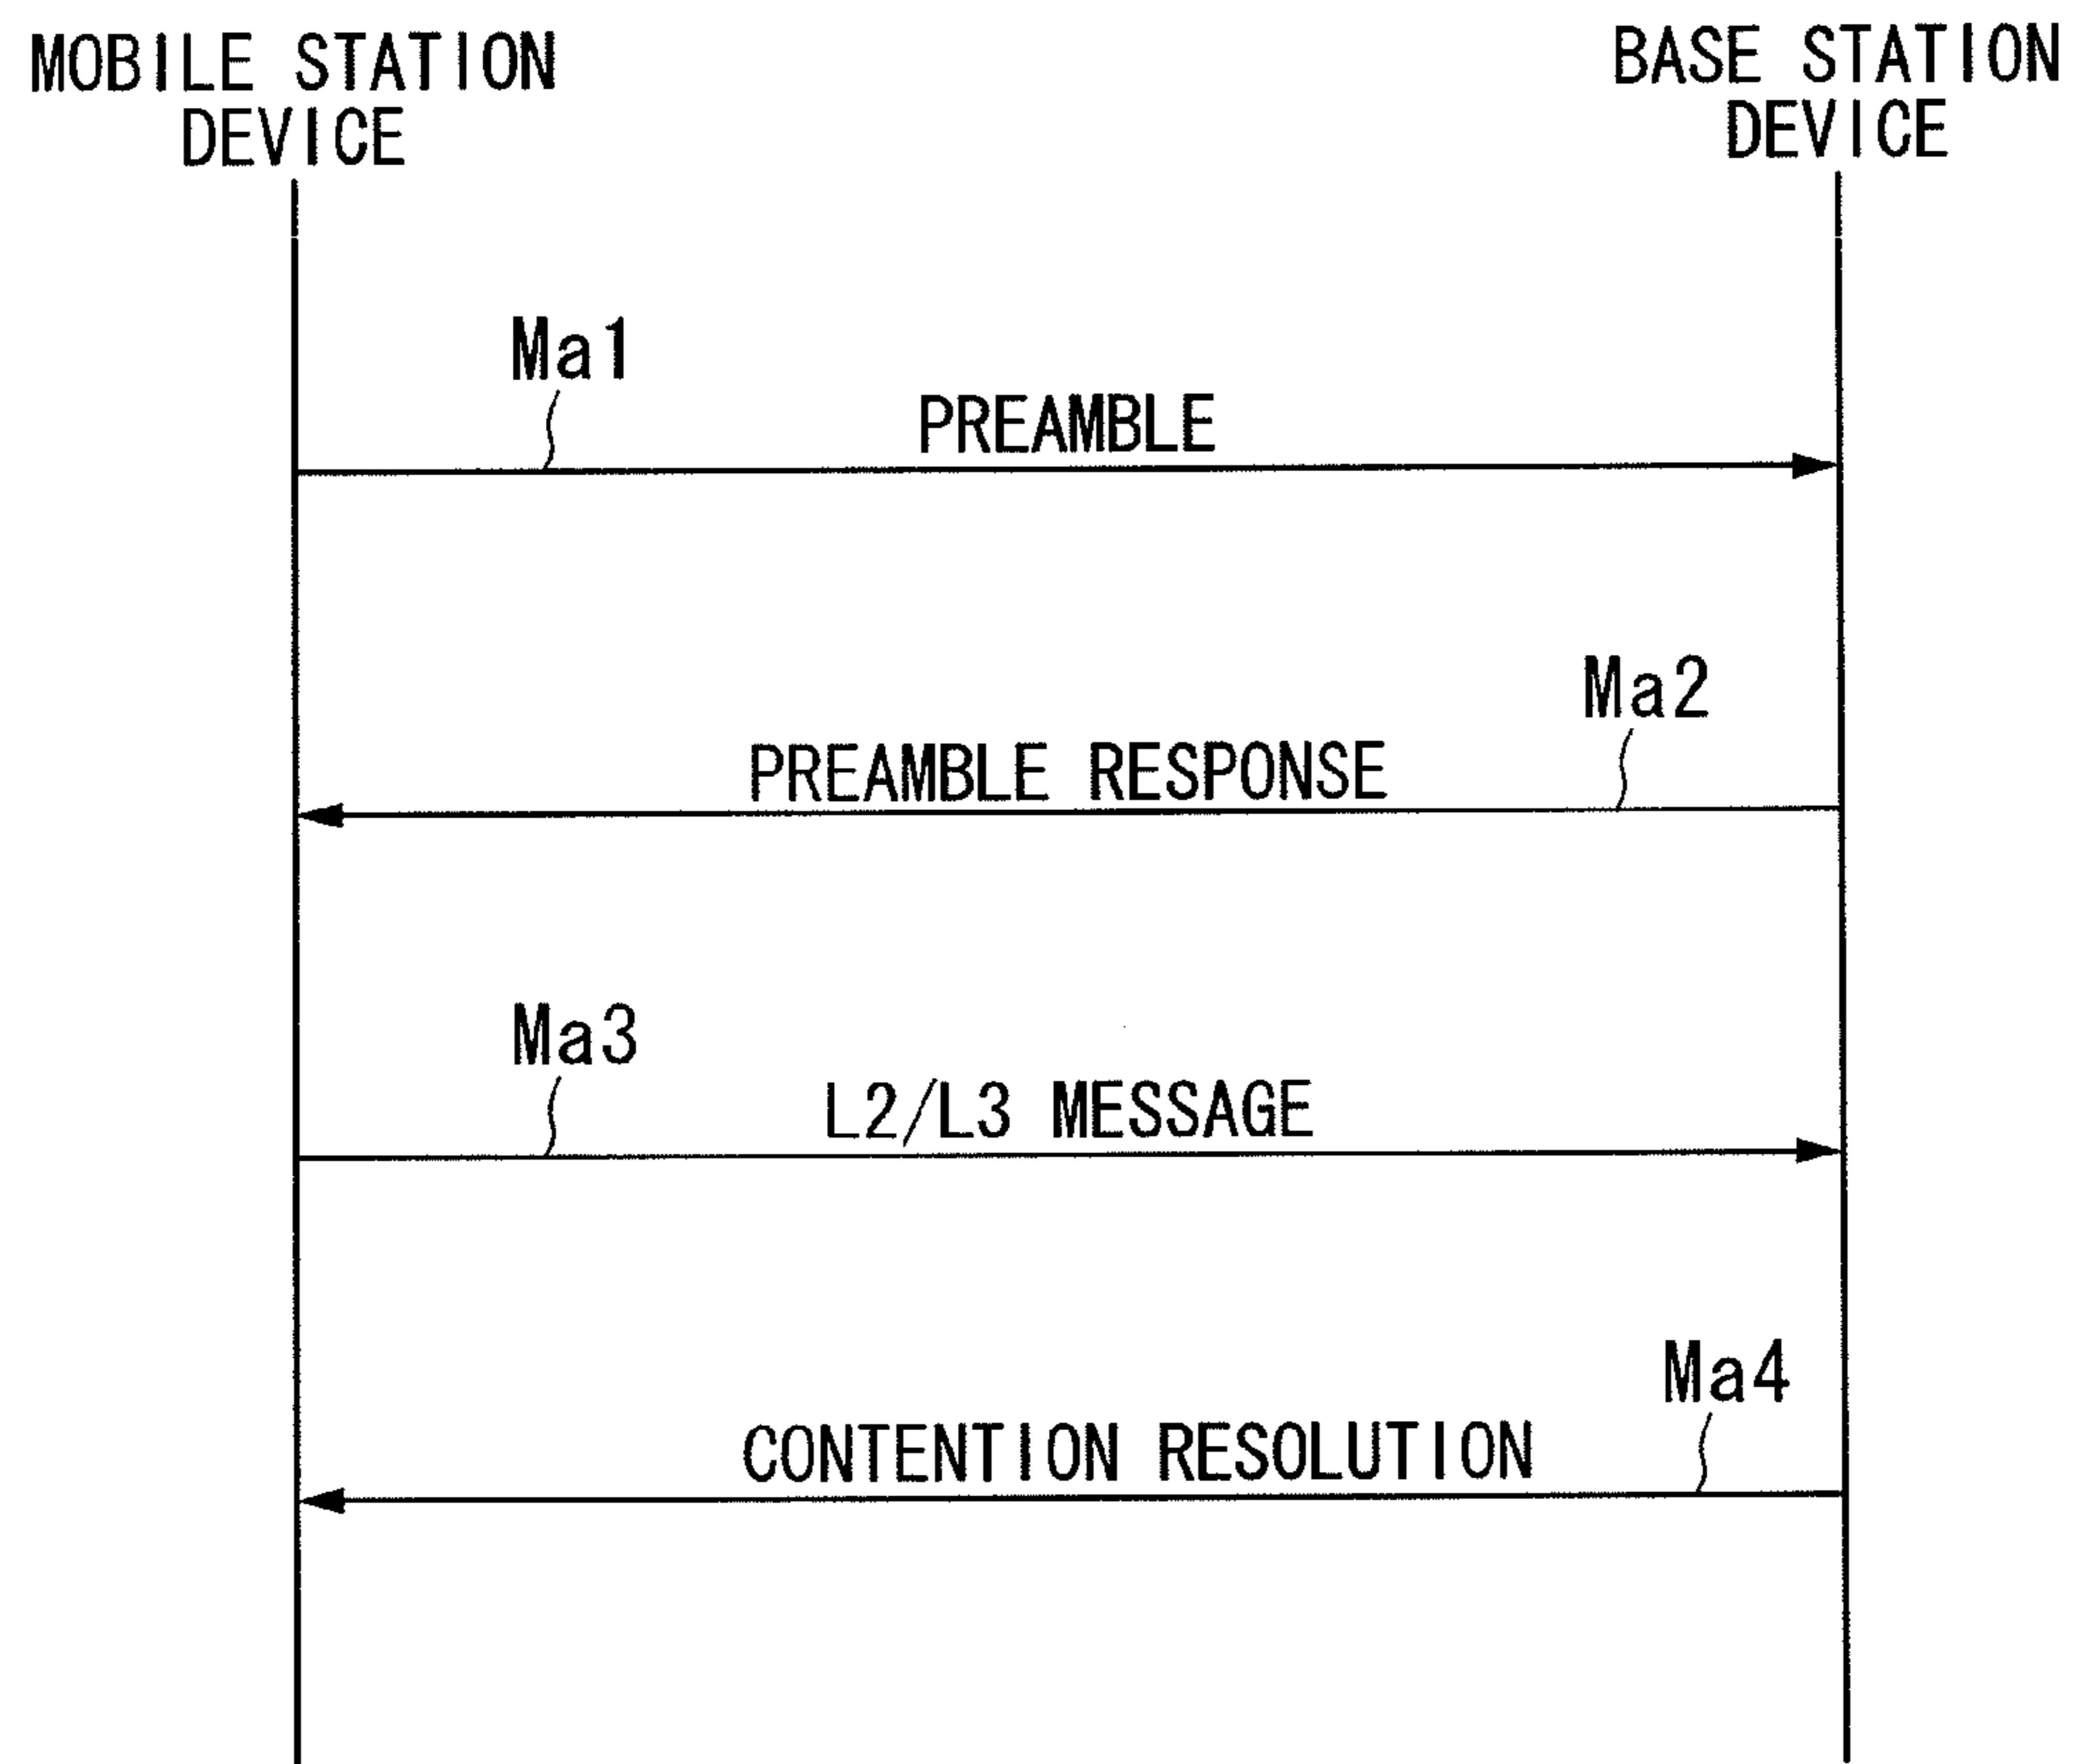 MOBILE STATION
DEVICE
BASE STATION
DEVICE
Ma1
PREAMBLE
Ma2
PREAMBLE RESPONSE
Ma3
L2/L3 MESSAGE
Ma4
CONTENTION RESOLUTION